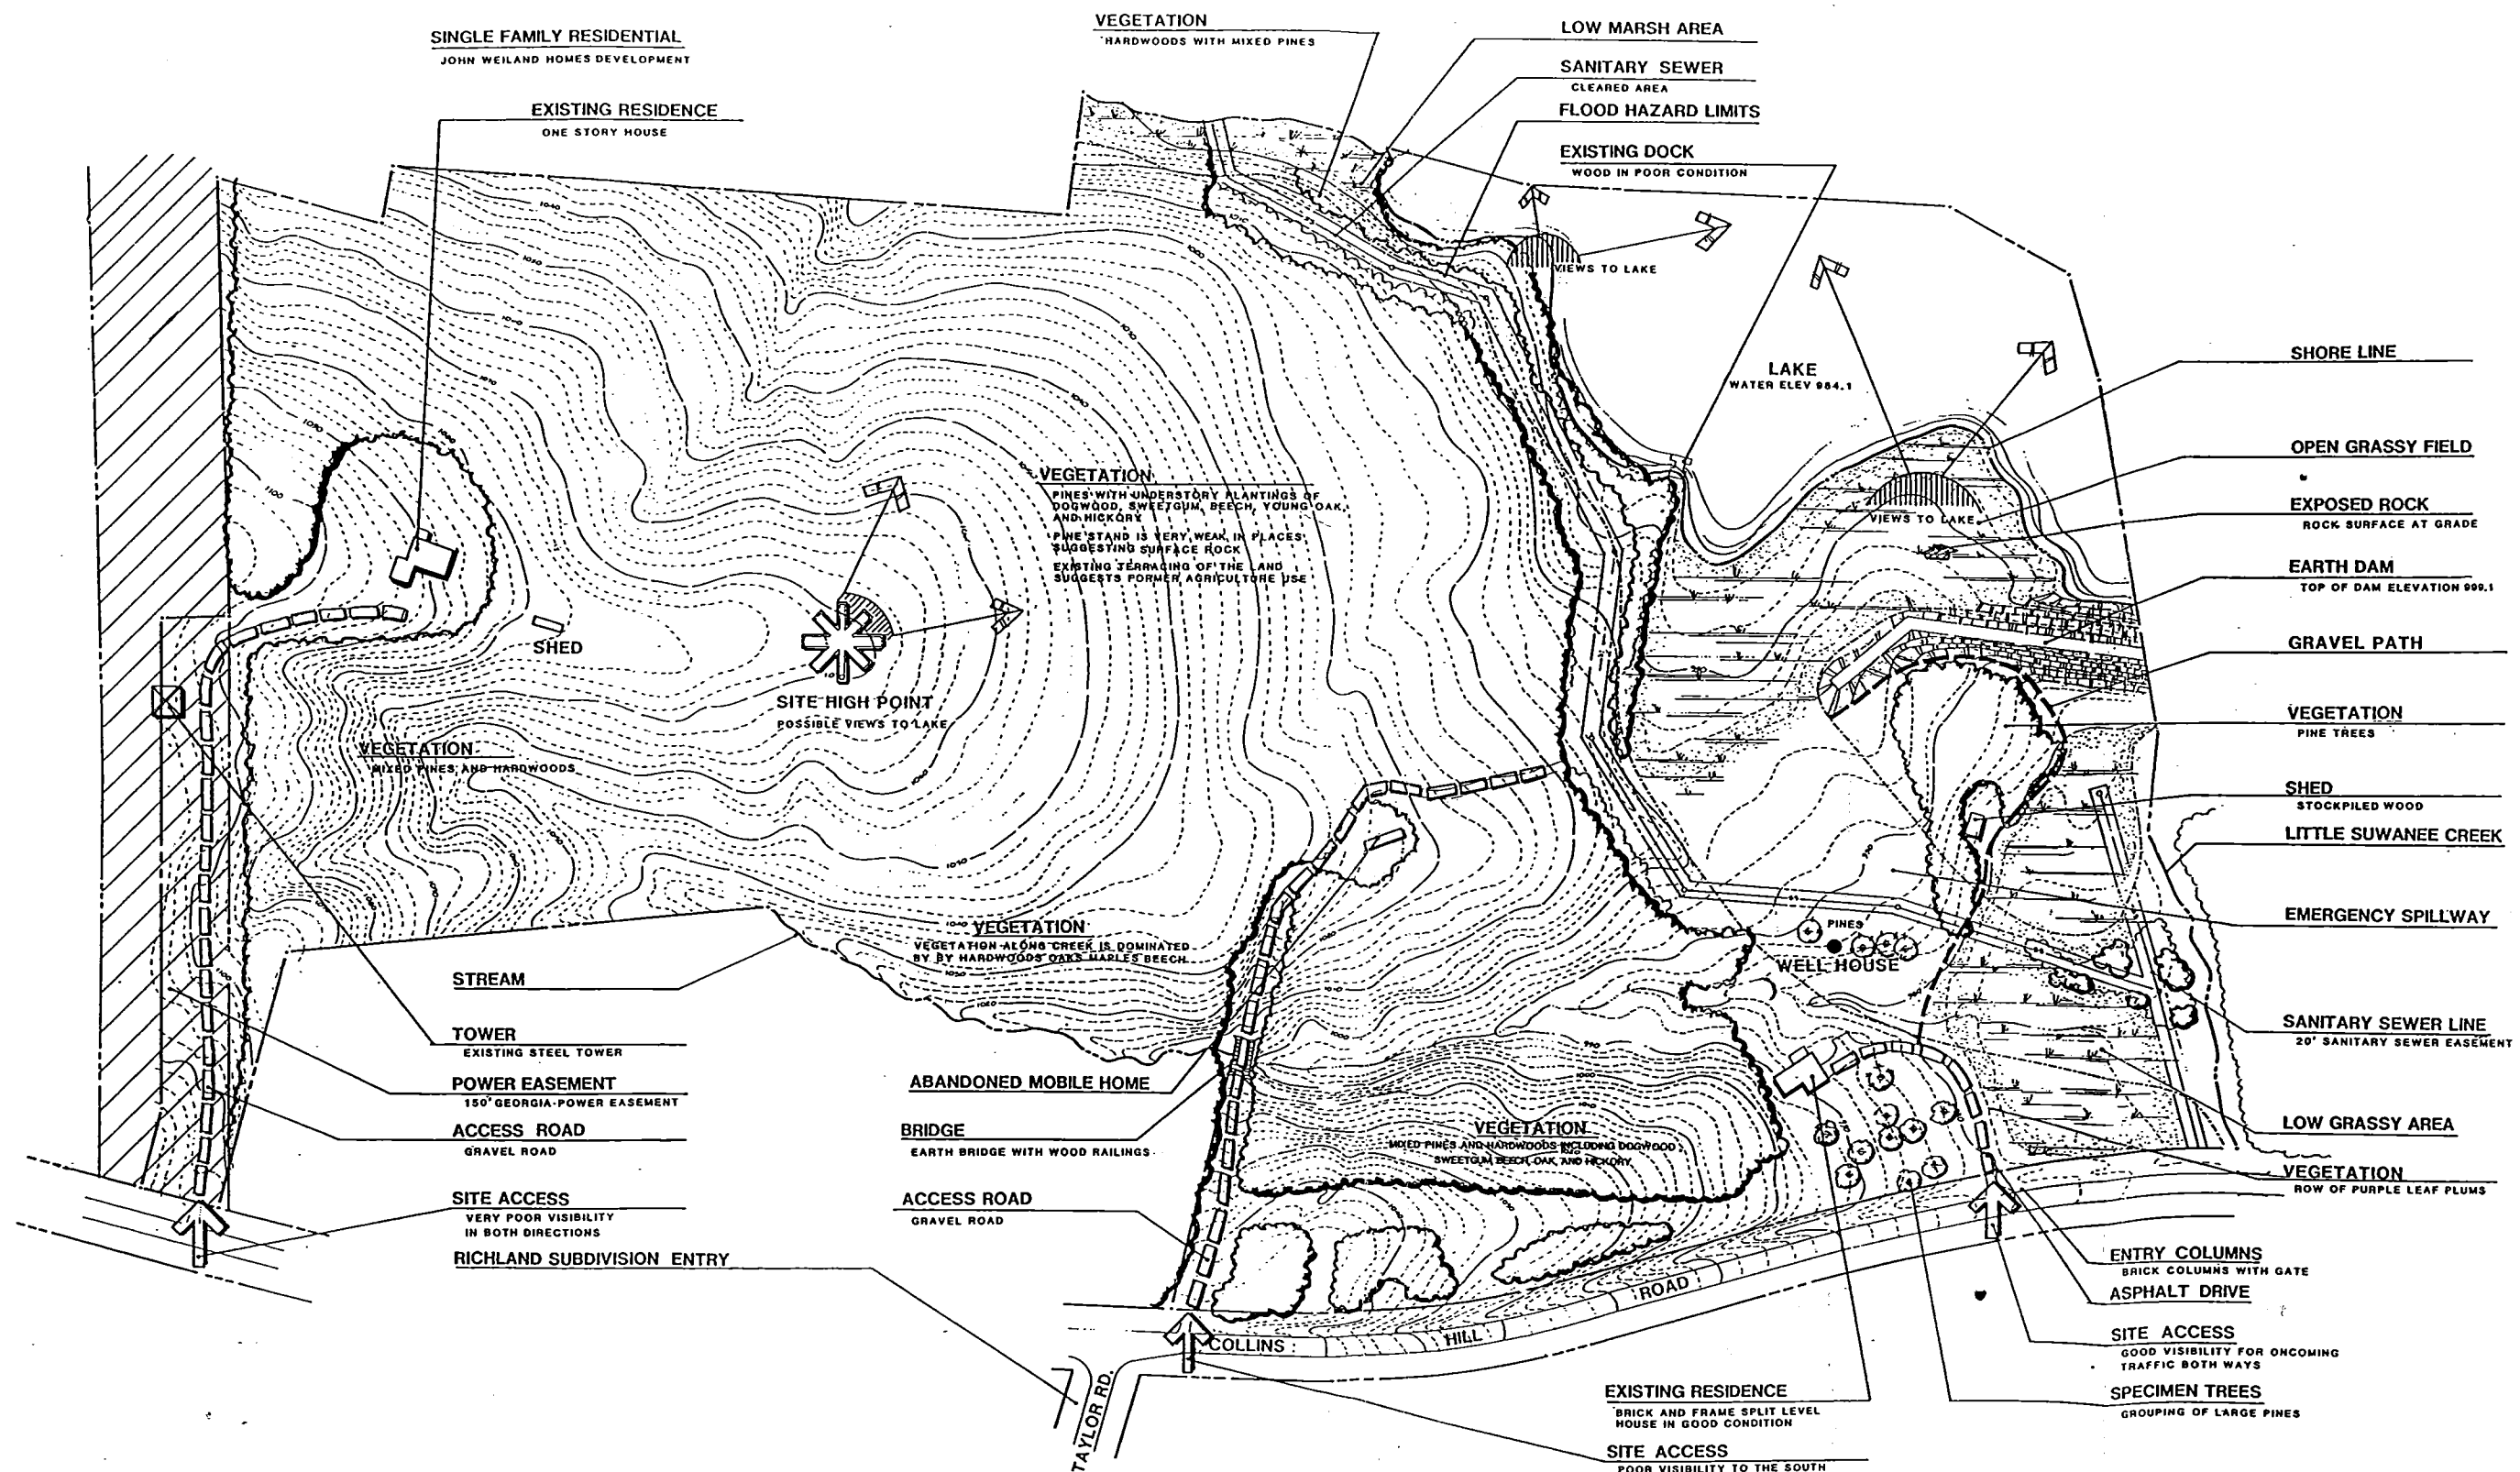 SINGLE FAMILY RESIDENTIAL
JOHN WEILAND HOMES DEVELOPMENT
EXISTING RESIDENCE
ONE STORY HOUSE
VEGETATION
HARDWOODS WITH MIXED PINES
LOW MARSH AREA
SANITARY SEWER
CLEARED AREA
FLOOD HAZARD LIMITS
EXISTING DOCK
WOOD IN POOR CONDITION
VIEWS TO LAKE
LAKE
WATER ELEV 984.1
SHORE LINE
OPEN GRASSY FIELD
VIEWS TO LAKE
EXPOSED ROCK
ROCK SURFACE AT GRADE
EARTH DAM
TOP OF DAM ELEVATION 999.1
GRAVEL PATH
VEGETATION
PINE TREES
SHED
STOCKPILED WOOD
LITTLE SUWANEE CREEK
EMERGENCY SPILLWAY
VEGETATION
PINES WITH UNDERSTORY PLANTINGS OF
DOGWOOD, SWEETGUM, BEECH, YOUNG OAK,
AND HICKORY
PINE STAND IS VERY WEAK IN PLACES
SUGGESTING SURFACE ROCK
EXISTING TERRACING OF THE LAND
SUGGESTS FORMER AGRICULTURE USE
SHED
SITE HIGH POINT
POSSIBLE VIEWS TO LAKE
VEGETATION
MIXED PINES AND HARDWOODS
VEGETATION
VEGETATION ALONG CREEK IS DOMINATED
BY BY HARDWOODS OAKS MAPLES BEECH
PINES
WELL HOUSE
STREAM
TOWER
EXISTING STEEL TOWER
POWER EASEMENT
150' GEORGIA-POWER EASEMENT
ACCESS ROAD
GRAVEL ROAD
SITE ACCESS
VERY POOR VISIBILITY
IN BOTH DIRECTIONS
RICHLAND SUBDIVISION ENTRY
ABANDONED MOBILE HOME
BRIDGE
EARTH BRIDGE WITH WOOD RAILINGS
ACCESS ROAD
GRAVEL ROAD
VEGETATION
MIXED PINES AND HARDWOODS INCLUDING DOGWOOD
SWEETGUM BEECH, OAK, AND HICKORY
SANITARY SEWER LINE
20' SANITARY SEWER EASEMENT
LOW GRASSY AREA
VEGETATION
ROW OF PURPLE LEAF PLUMS
ENTRY COLUMNS
BRICK COLUMNS WITH GATE
ASPHALT DRIVE
SITE ACCESS
GOOD VISIBILITY FOR ONCOMING
TRAFFIC BOTH WAYS
SPECIMEN TREES
GROUPING OF LARGE PINES
COLLINS HILL ROAD
TAYLOR RD.
EXISTING RESIDENCE
BRICK AND FRAME SPLIT LEVEL
HOUSE IN GOOD CONDITION
SITE ACCESS
POOR VISIBILITY TO THE SOUTH